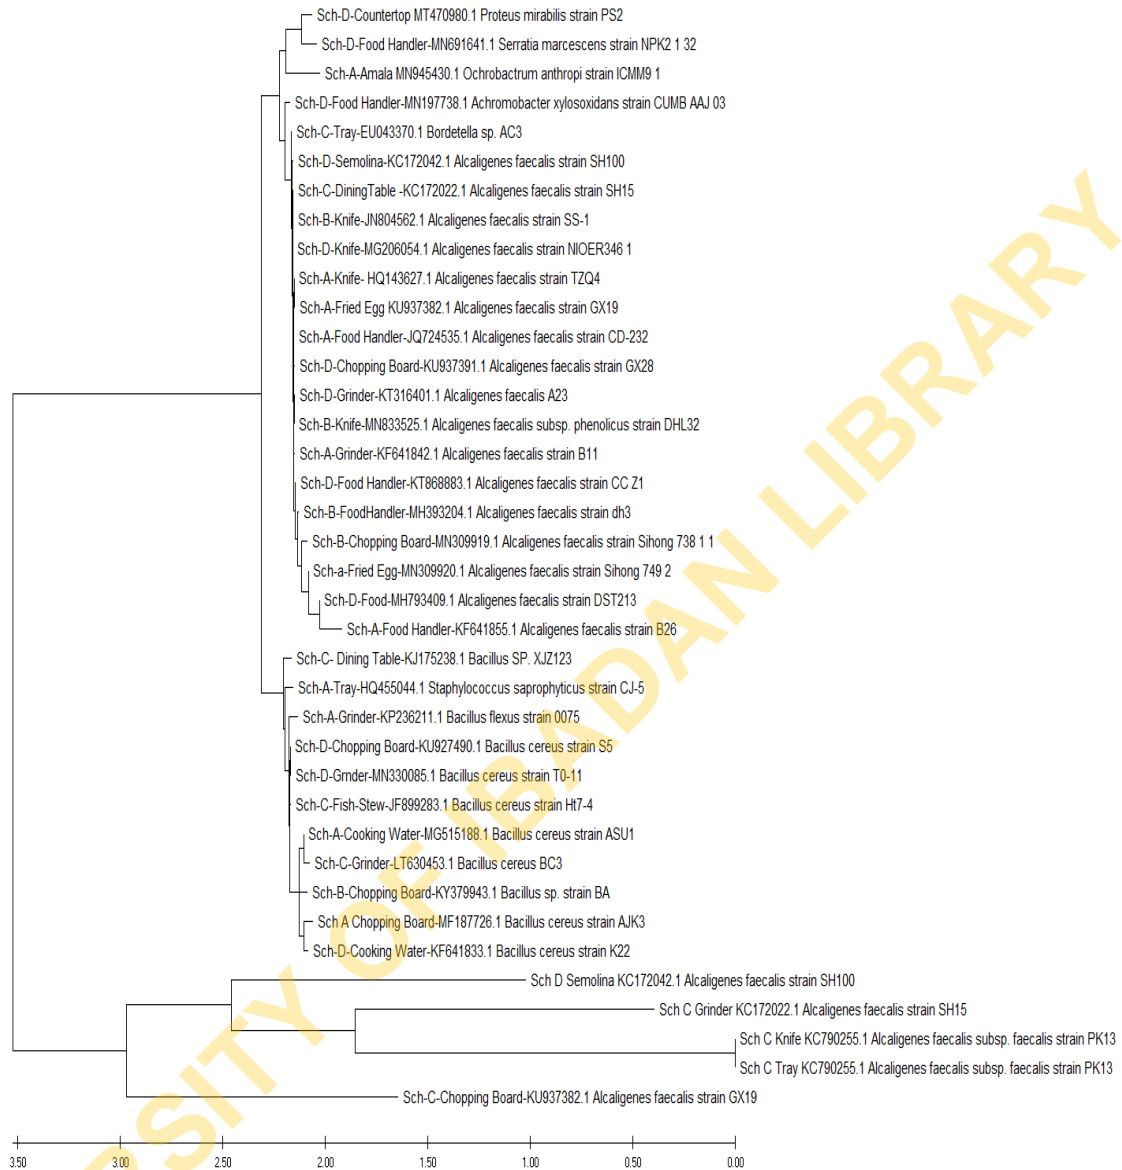 Sch-D-Countertop MT470980.1 Proteus mirabilis strain PS2
Sch-D-Food Handler-MN691641.1 Serratia marcescens strain NPK2 1 32
Sch-A-Amala MN945430.1 Ochrobactrum anthropi strain ICMM9 1
Sch-D-Food Handler-MN197738.1 Achromobacter xylosoxidans strain CUMB AAJ 03
Sch-C-Tray-EU043370.1 Bordetella sp. AC3
Sch-D-Semolina-KC172042.1 Alcaligenes faecalis strain SH100
Sch-C-DiningTable -KC172022.1 Alcaligenes faecalis strain SH15
Sch-B-Knife-JN804562.1 Alcaligenes faecalis strain SS-1
Sch-D-Knife-MG206054.1 Alcaligenes faecalis strain NIOER346 1
Sch-A-Knife- HQ143627.1 Alcaligenes faecalis strain TZQ4
Sch-A-Fried Egg KU937382.1 Alcaligenes faecalis strain GX19
Sch-A-Food Handler-JQ724535.1 Alcaligenes faecalis strain CD-232
Sch-D-Chopping Board-KU937391.1 Alcaligenes faecalis strain GX28
Sch-D-Grinder-KT316401.1 Alcaligenes faecalis A23
Sch-B-Knife-MN833525.1 Alcaligenes faecalis subsp. phenolicus strain DHL32
Sch-A-Grinder-KF641842.1 Alcaligenes faecalis strain B11
Sch-D-Food Handler-KT868883.1 Alcaligenes faecalis strain CC Z1
Sch-B-FoodHandler-MH393204.1 Alcaligenes faecalis strain dh3
Sch-B-Chopping Board-MN309919.1 Alcaligenes faecalis strain Sihong 738 1 1
Sch-a-Fried Egg-MN309920.1 Alcaligenes faecalis strain Sihong 749 2
Sch-D-Food-MH793409.1 Alcaligenes faecalis strain DST213
Sch-A-Food Handler-KF641855.1 Alcaligenes faecalis strain B26
Sch-C- Dining Table-KJ175238.1 Bacillus SP. XJZ123
Sch-A-Tray-HQ455044.1 Staphylococcus saprophyticus strain CJ-5
Sch-A-Grinder-KP236211.1 Bacillus flexus strain 0075
Sch-D-Chopping Board-KU927490.1 Bacillus cereus strain S5
Sch-D-Grnder-MN330085.1 Bacillus cereus strain T0-11
Sch-C-Fish-Stew-JF899283.1 Bacillus cereus strain Ht7-4
Sch-A-Cooking Water-MG515188.1 Bacillus cereus strain ASU1
Sch-C-Grinder-LT630453.1 Bacillus cereus BC3
Sch-B-Chopping Board-KY379943.1 Bacillus sp. strain BA
Sch A Chopping Board-MF187726.1 Bacillus cereus strain AJK3
Sch-D-Cooking Water-KF641833.1 Bacillus cereus strain K22
Sch D Semolina KC172042.1 Alcaligenes faecalis strain SH100
Sch C Grinder KC172022.1 Alcaligenes faecalis strain SH15
Sch C Knife KC790255.1 Alcaligenes faecalis subsp. faecalis strain PK13
Sch C Tray KC790255.1 Alcaligenes faecalis subsp. faecalis strain PK13
Sch-C-Chopping Board-KU937382.1 Alcaligenes faecalis strain GX19
3.50 3.00 2.50 2.00 1.50 1.00 0.50 0.00
RSITY OF IBADAN LIBRARY